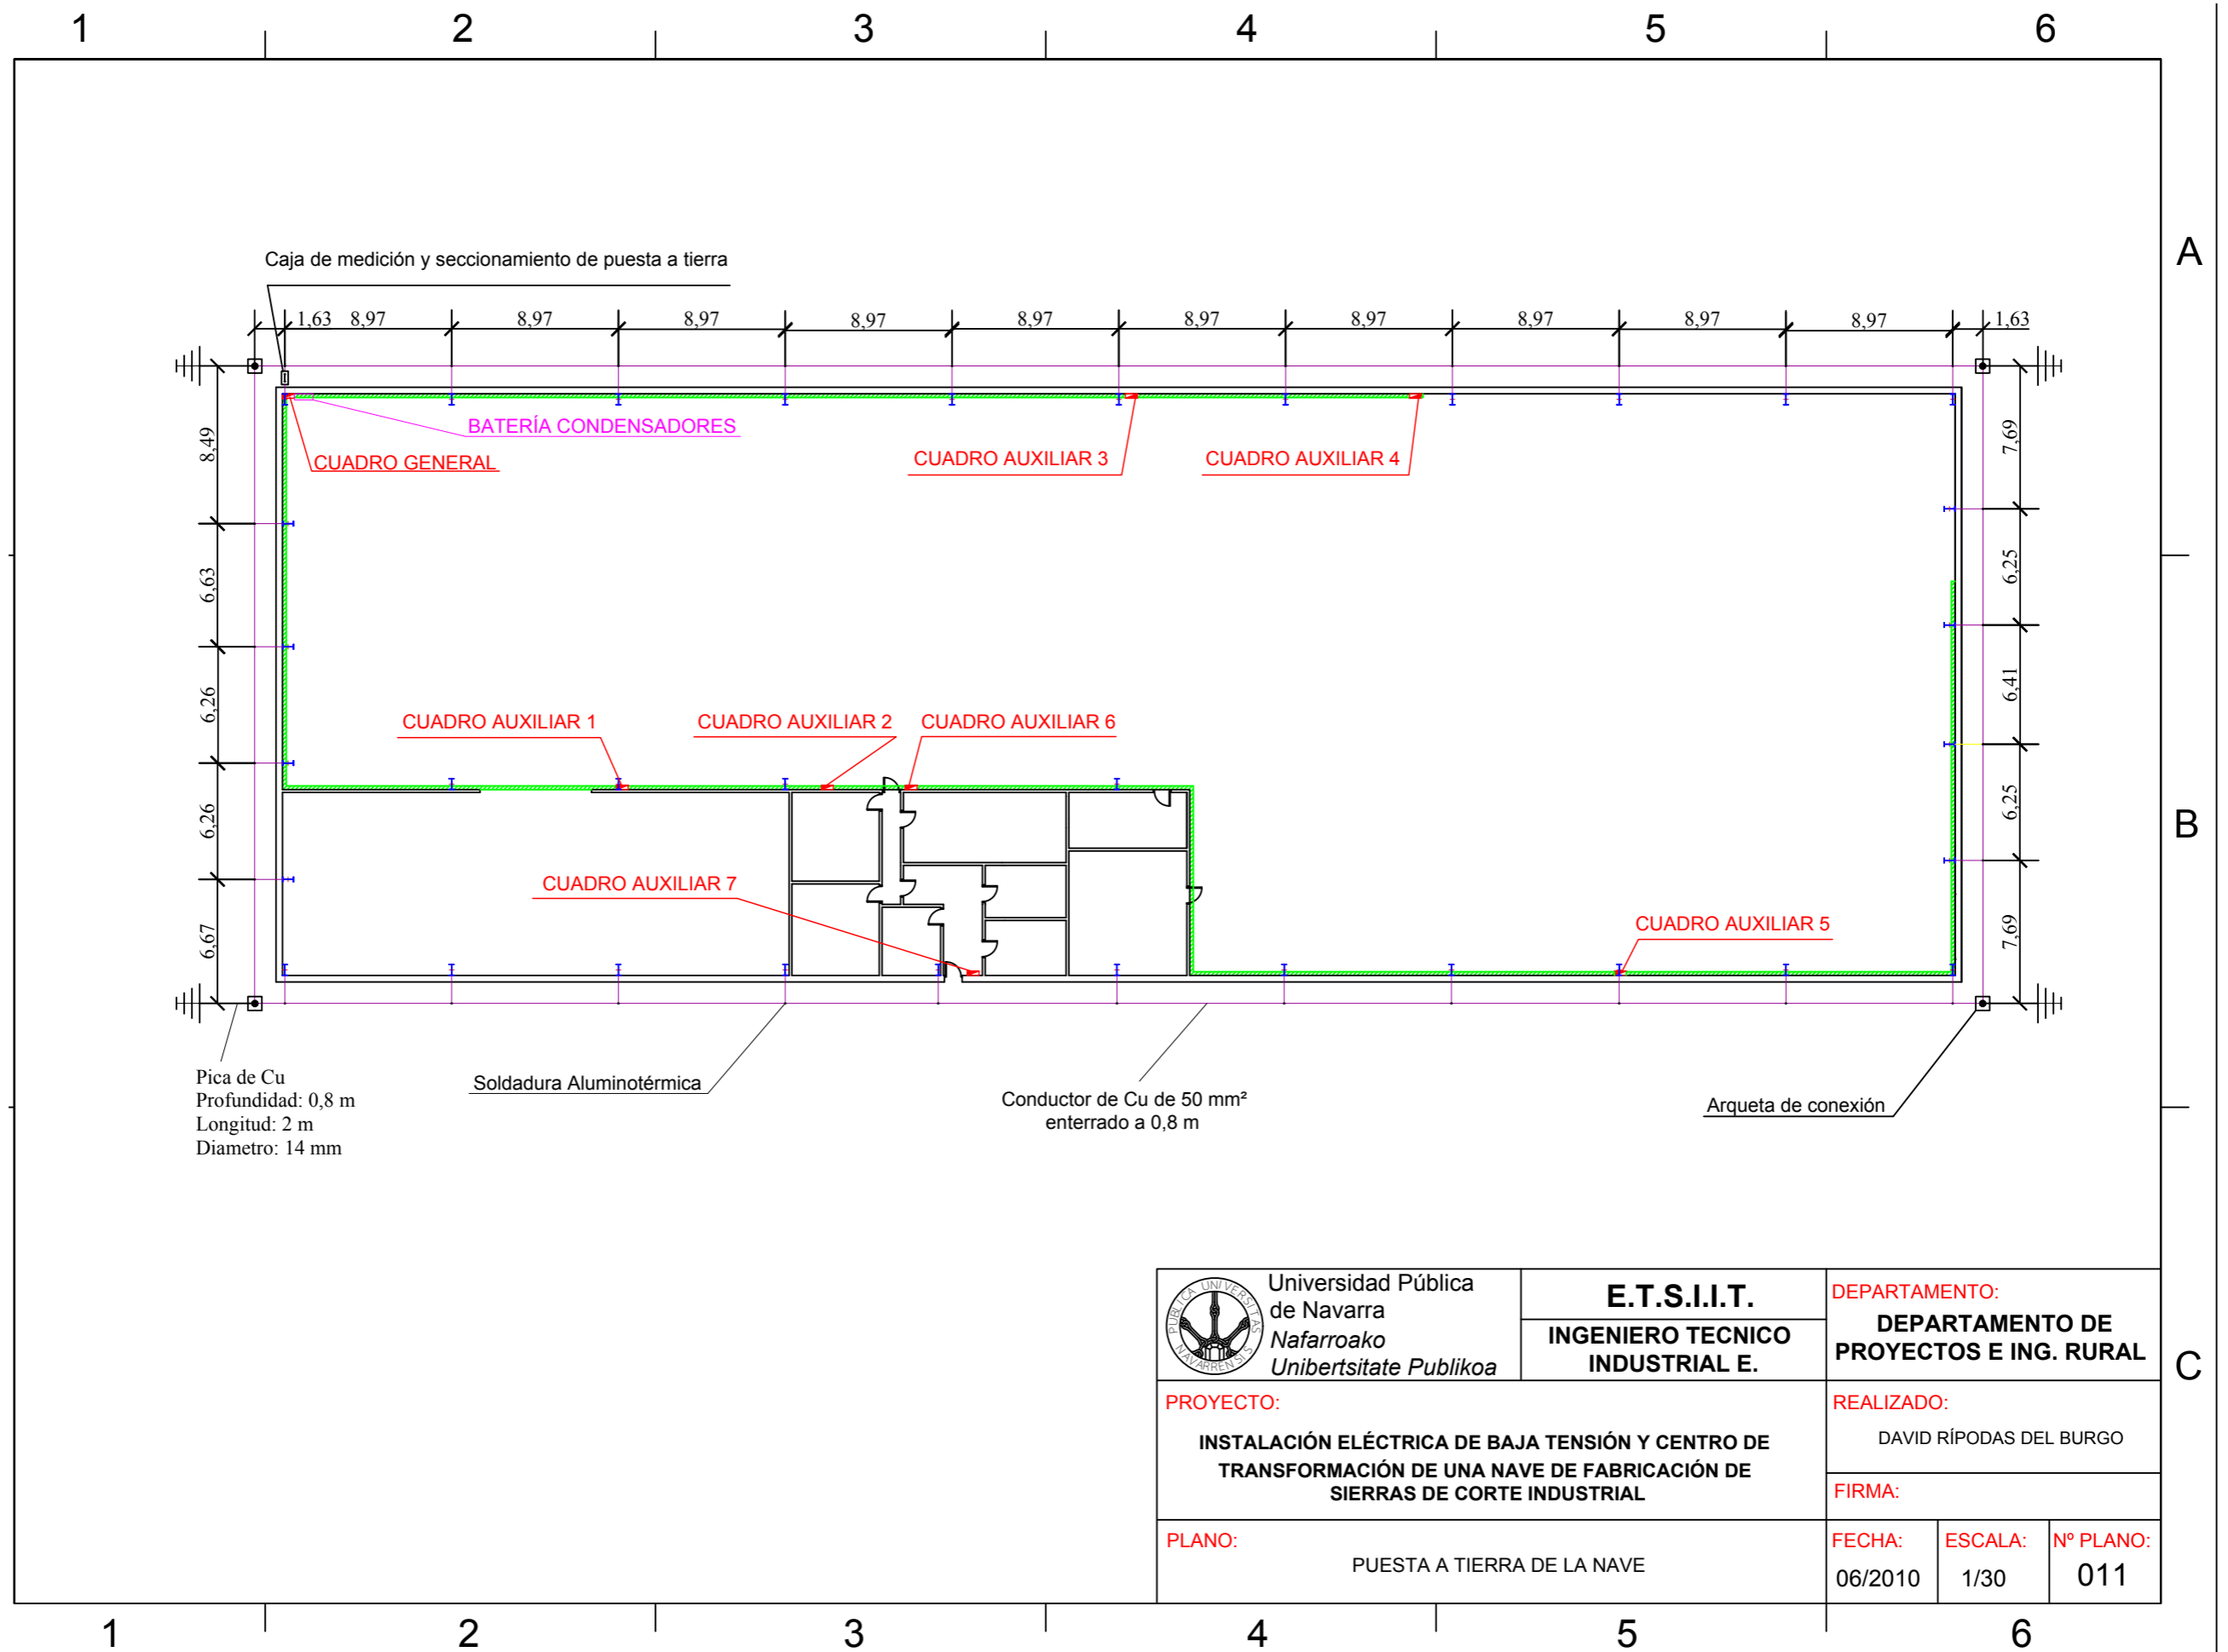 1 2 3 4 5 6
A
Caja de medición y seccionamiento de puesta a tierra
1,63 8,97 8,97 8,97 8,97 8,97 8,97 8,97 8,97 8,97 8,97 1,63
BATERÍA CONDENSADORES
CUADRO GENERAL
CUADRO AUXILIAR 3
CUADRO AUXILIAR 4
8,49
7,69
6,63
6,25
6,26
6,41
CUADRO AUXILIAR 1
CUADRO AUXILIAR 2
CUADRO AUXILIAR 6
6,26
6,25
B
CUADRO AUXILIAR 7
CUADRO AUXILIAR 5
6,67
7,69
Pica de Cu
Profundidad: 0,8 m
Longitud: 2 m
Diametro: 14 mm
Soldadura Aluminotérmica
Conductor de Cu de 50 mm²
enterrado a 0,8 m
Arqueta de conexión
PUBLICA UNIVERSITAS NAVARRENSIS
Universidad Pública
de Navarra
Nafarroako
Unibertsitate Publikoa
E.T.S.I.I.T.
INGENIERO TECNICO
INDUSTRIAL E.
DEPARTAMENTO:
DEPARTAMENTO DE
PROYECTOS E ING. RURAL
C
PROYECTO:
INSTALACIÓN ELÉCTRICA DE BAJA TENSIÓN Y CENTRO DE
TRANSFORMACIÓN DE UNA NAVE DE FABRICACIÓN DE
SIERRAS DE CORTE INDUSTRIAL
REALIZADO:
DAVID RÍPODAS DEL BURGO
FIRMA:
PLANO:
PUESTA A TIERRA DE LA NAVE
FECHA:
06/2010
ESCALA:
1/30
Nº PLANO:
011
1 2 3 4 5 6